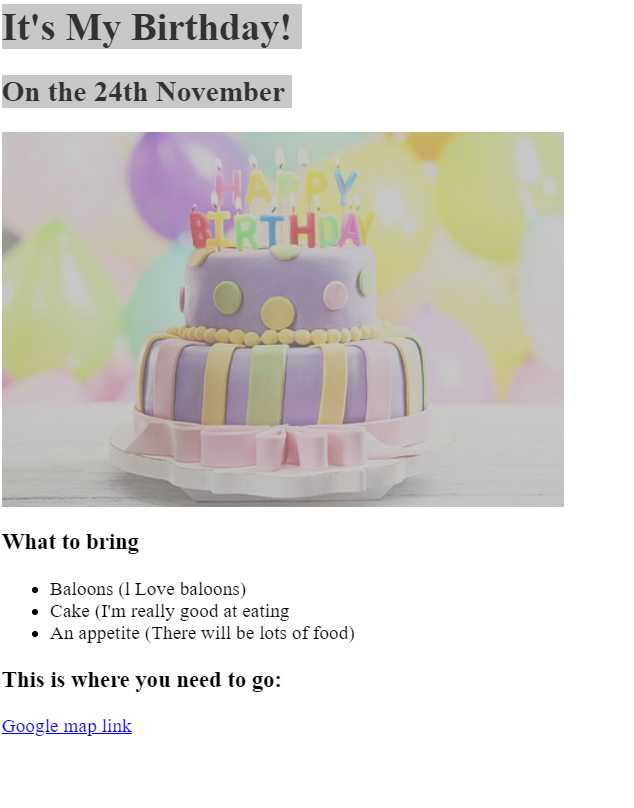 It's My Birthday!
On the 24th November
HAPPY
BIRTHDAY
What to bring
Baloons (l Love baloons)
Cake (I'm really good at eating
An appetite (There will be lots of food)
This is where you need to go:
Google map link